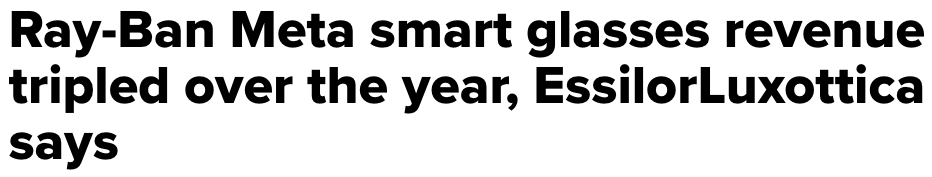 Ray-Ban Meta smart glasses revenue
tripled over the year, EssilorLuxottica
says